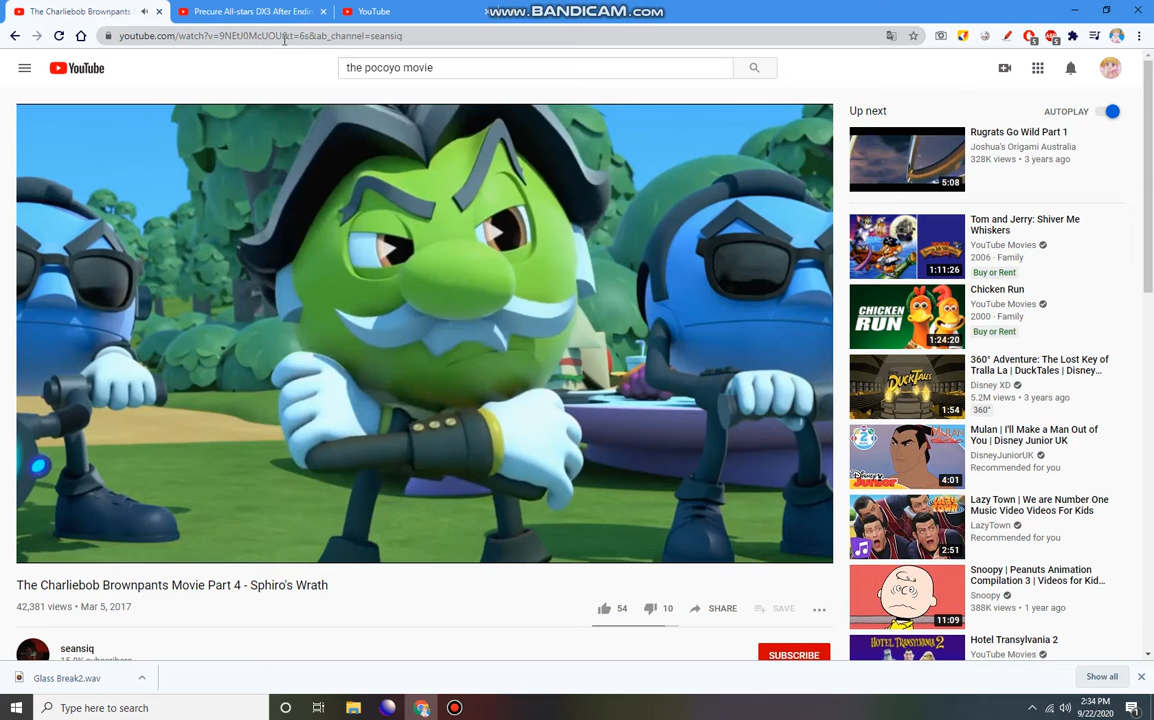 The Charliebob Brownpants
Precure All-stars DX3 After Endin
YouTube
www.BANDICAM.com
youtube.com/watch?v=9NEtJ0McUOU&t=6s&ab_channel=seansiq
5
5
YouTube
the pocoyo movie
Up next
AUTOPLAY
5:08
Rugrats Go Wild Part 1
Joshua's Origami Australia
328K views • 3 years ago
1:11:26
Tom and Jerry: Shiver Me
Whiskers
YouTube Movies
2006 · Family
Buy or Rent
CHICKEN
RUN
1:24:20
Chicken Run
YouTube Movies
2000 · Family
Buy or Rent
DUCKTALES
1:54
360° Adventure: The Lost Key of
Tralla La | DuckTales | Disney...
Disney XD
5.2M views • 3 years ago
360°
4:01
Mulan | I'll Make a Man Out of
You | Disney Junior UK
DisneyJuniorUK
Recommended for you
2:51
Lazy Town | We are Number One
Music Video Videos For Kids
LazyTown
Recommended for you
11:09
Snoopy | Peanuts Animation
Compilation 3 | Videos for Kid...
Snoopy
388K views • 1 year ago
HOTEL TRANSYLVANIA 2
Hotel Transylvania 2
YouTube Movies
The Charliebob Brownpants Movie Part 4 - Sphiro's Wrath
42,381 views • Mar 5, 2017
54
10
SHARE
SAVE
seansiq
SUBSCRIBE
Glass Break2.wav
Show all
Type here to search
2:34 PM
9/22/2020
1